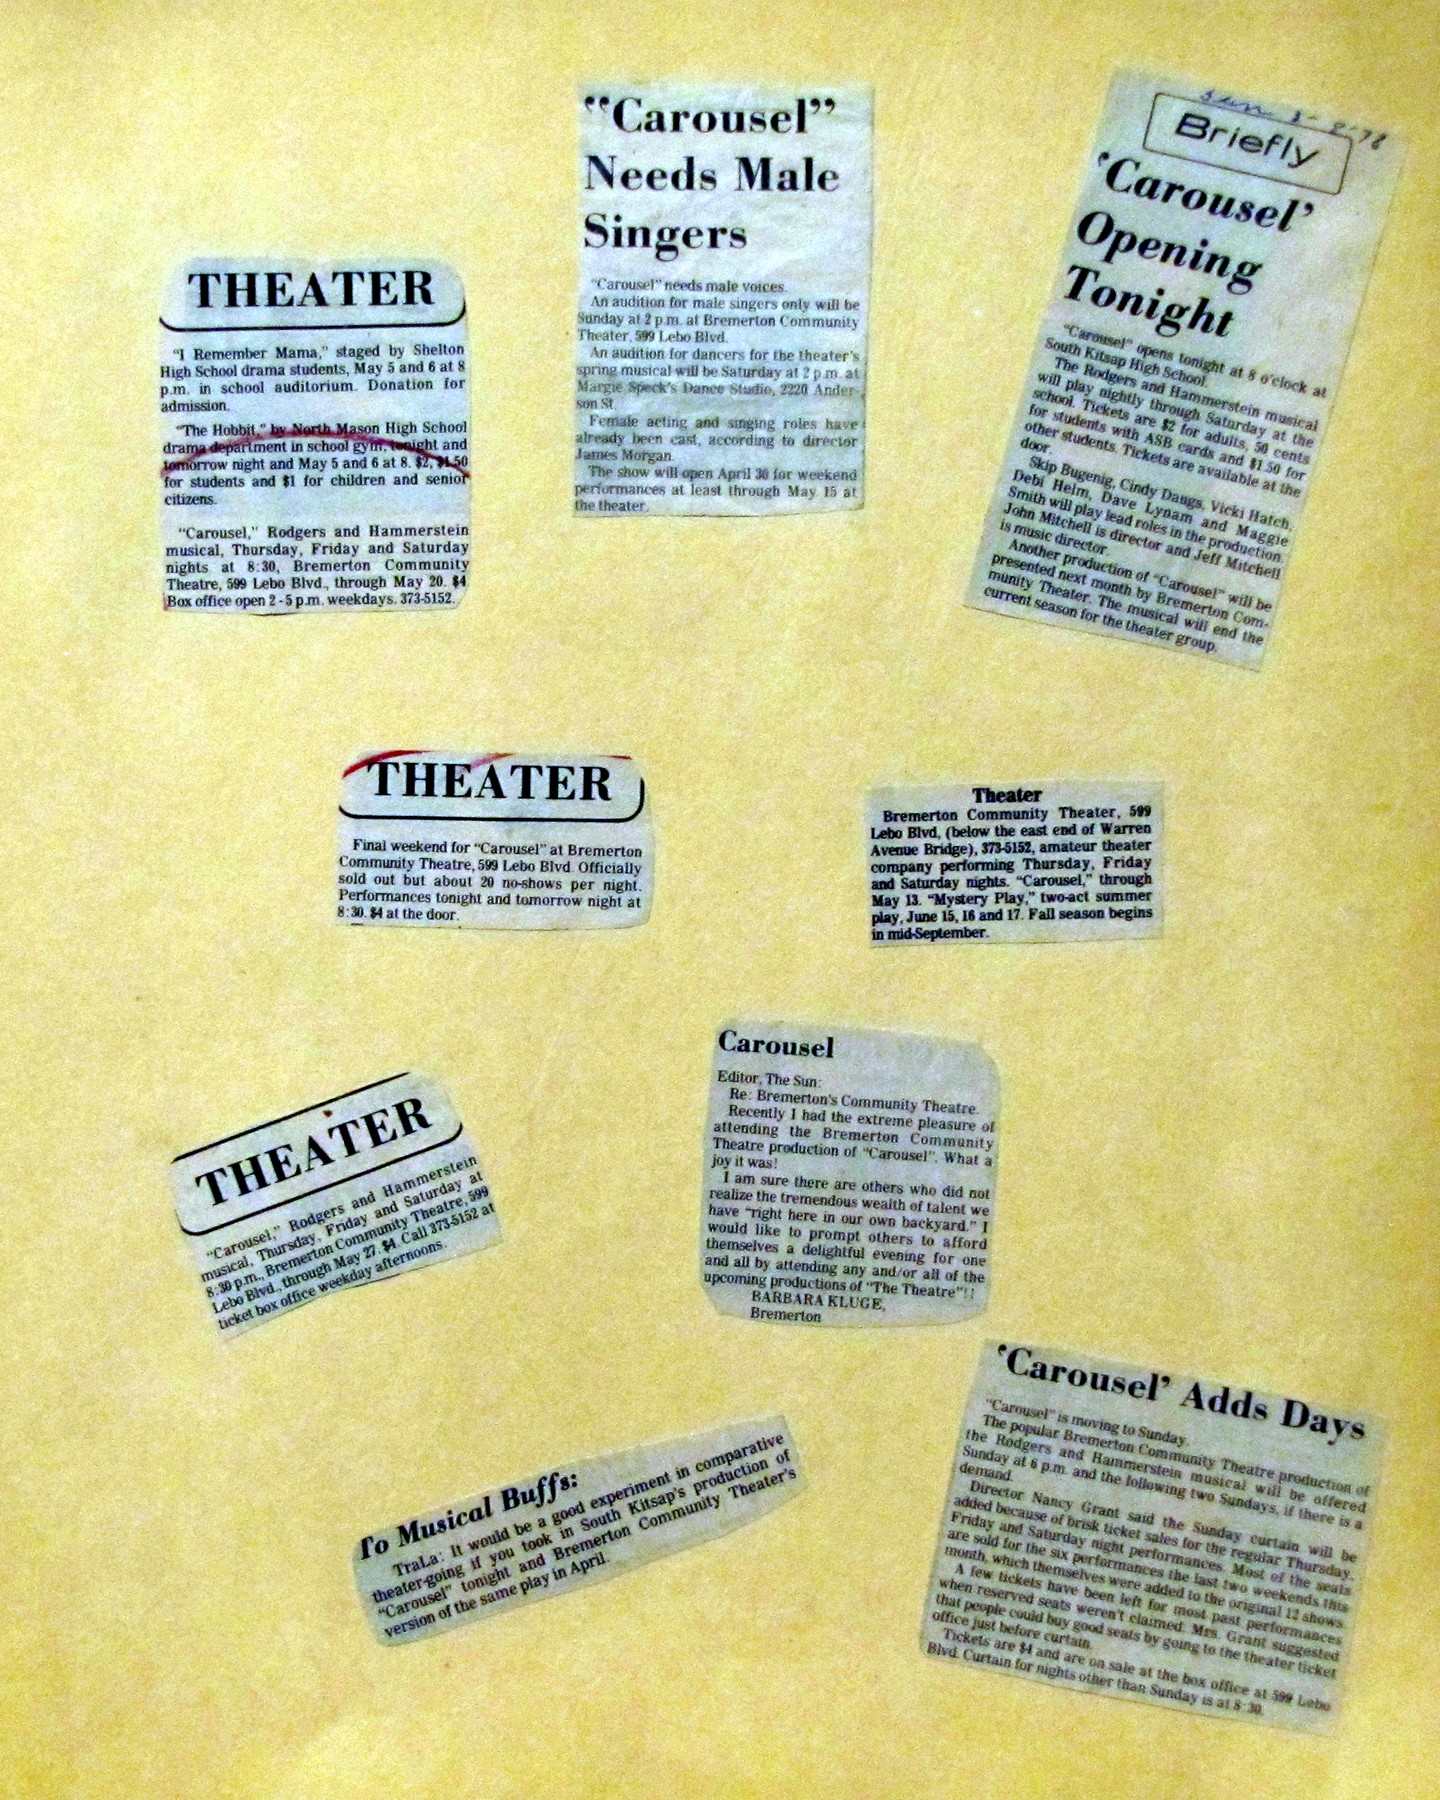 THEATER
"I Remember Mama," staged by Shelton
High School drama students, May 5 and 6 at 8
p.m. in school auditorium. Donation for
admission.
"The Hobbit," by North Mason High School
drama department in school gym, tonight and
tomorrow night and May 5 and 6 at 8. $2, $1.50
for students and $1 for children and senior
citizens.
"Carousel," Rodgers and Hammerstein
musical, Thursday, Friday and Saturday
nights at 8:30, Bremerton Community
Theatre, 599 Lebo Blvd., through May 20. $4
Box office open 2 - 5 p.m. weekdays. 373-5152.
"Carousel"
Needs Male
Singers
"Carousel" needs male voices.
An audition for male singers only will be
Sunday at 2 p.m. at Bremerton Community
Theater, 599 Lebo Blvd.
An audition for dancers for the theater's
spring musical will be Saturday at 2 p.m. at
Margie Speck's Dance Studio, 2220 Ander-
son St.
Female acting and singing roles have
already been cast, according to director
James Morgan.
The show will open April 30 for weekend
performances at least through May 15 at
the theater.
Briefly
'Carousel'
Opening
Tonight
"Carousel" opens tonight at 8 o'clock at
South Kitsap High School.
The Rodgers and Hammerstein musical
will play nightly through Saturday at the
school. Tickets are $2 for adults, 50 cents
for students with ASB cards and $1.50 for
other students. Tickets are available at the
door.
Skip Bugenig, Cindy Daugs, Vicki Hatch,
Debi Helm, Dave Lynam and Maggie
Smith will play lead roles in the production.
John Mitchell is director and Jeff Mitchell
is music director.
Another production of "Carousel" will be
presented next month by Bremerton Com-
munity Theater. The musical will end the
current season for the theater group.
THEATER
Final weekend for "Carousel" at Bremerton
Community Theatre, 599 Lebo Blvd. Officially
sold out but about 20 no-shows per night.
Performances tonight and tomorrow night at
8:30. $4 at the door.
Theater
Bremerton Community Theater, 599
Lebo Blvd, (below the east end of Warren
Avenue Bridge), 373-5152, amateur theater
company performing Thursday, Friday
and Saturday nights. "Carousel," through
May 13. "Mystery Play," two-act summer
play, June 15, 16 and 17. Fall season begins
in mid-September.
THEATER
"Carousel," Rodgers and Hammerstein
musical, Thursday, Friday and Saturday at
8:30 p.m., Bremerton Community Theatre, 599
Lebo Blvd., through May 27. $4. Call 373-5152 at
ticket box office weekday afternoons.
Carousel
Editor, The Sun:
Re: Bremerton's Community Theatre.
Recently I had the extreme pleasure of
attending the Bremerton Community
Theatre production of "Carousel". What a
joy it was!
I am sure there are others who did not
realize the tremendous wealth of talent we
have "right here in our own backyard." I
would like to prompt others to afford
themselves a delightful evening for one
and all by attending any and/or all of the
upcoming productions of "The Theatre"!!
BARBARA KLUGE,
Bremerton
To Musical Buffs:
TraLa: It would be a good experiment in comparative
theater-going if you took in South Kitsap's production of
"Carousel" tonight and Bremerton Community Theater's
version of the same play in April.
'Carousel' Adds Days
"Carousel" is moving to Sunday.
The popular Bremerton Community Theatre production of
the Rodgers and Hammerstein musical will be offered
Sunday at 6 p.m. and the following two Sundays, if there is a
demand.
Director Nancy Grant said the Sunday curtain will be
added because of brisk ticket sales for the regular Thursday,
Friday and Saturday night performances. Most of the seats
are sold for the six performances the last two weekends this
month, which themselves were added to the original 12 shows.
A few tickets have been left for most past performances
when reserved seats weren't claimed. Mrs. Grant suggested
that people could buy good seats by going to the theater ticket
office just before curtain.
Tickets are $4 and are on sale at the box office at 599 Lebo
Blvd. Curtain for nights other than Sunday is at 8:30.